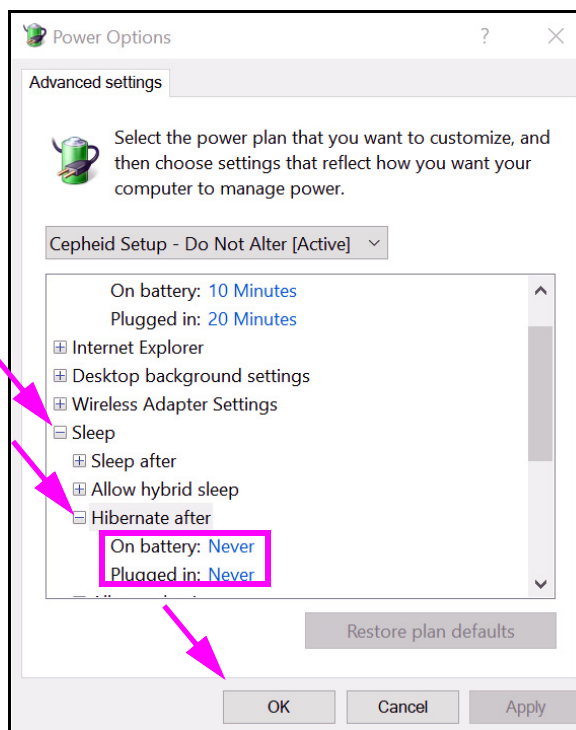 Power Options
Advanced settings
Select the power plan that you want to customize, and
then choose settings that reflect how you want your
computer to manage power.
Cepheid Setup - Do Not Alter [Active]
On battery: 10 Minutes
Plugged in: 20 Minutes
Internet Explorer
Desktop background settings
Wireless Adapter Settings
Sleep
Sleep after
Allow hybrid sleep
Hibernate after
On battery: Never
Plugged in: Never
Restore plan defaults
OK Cancel Apply